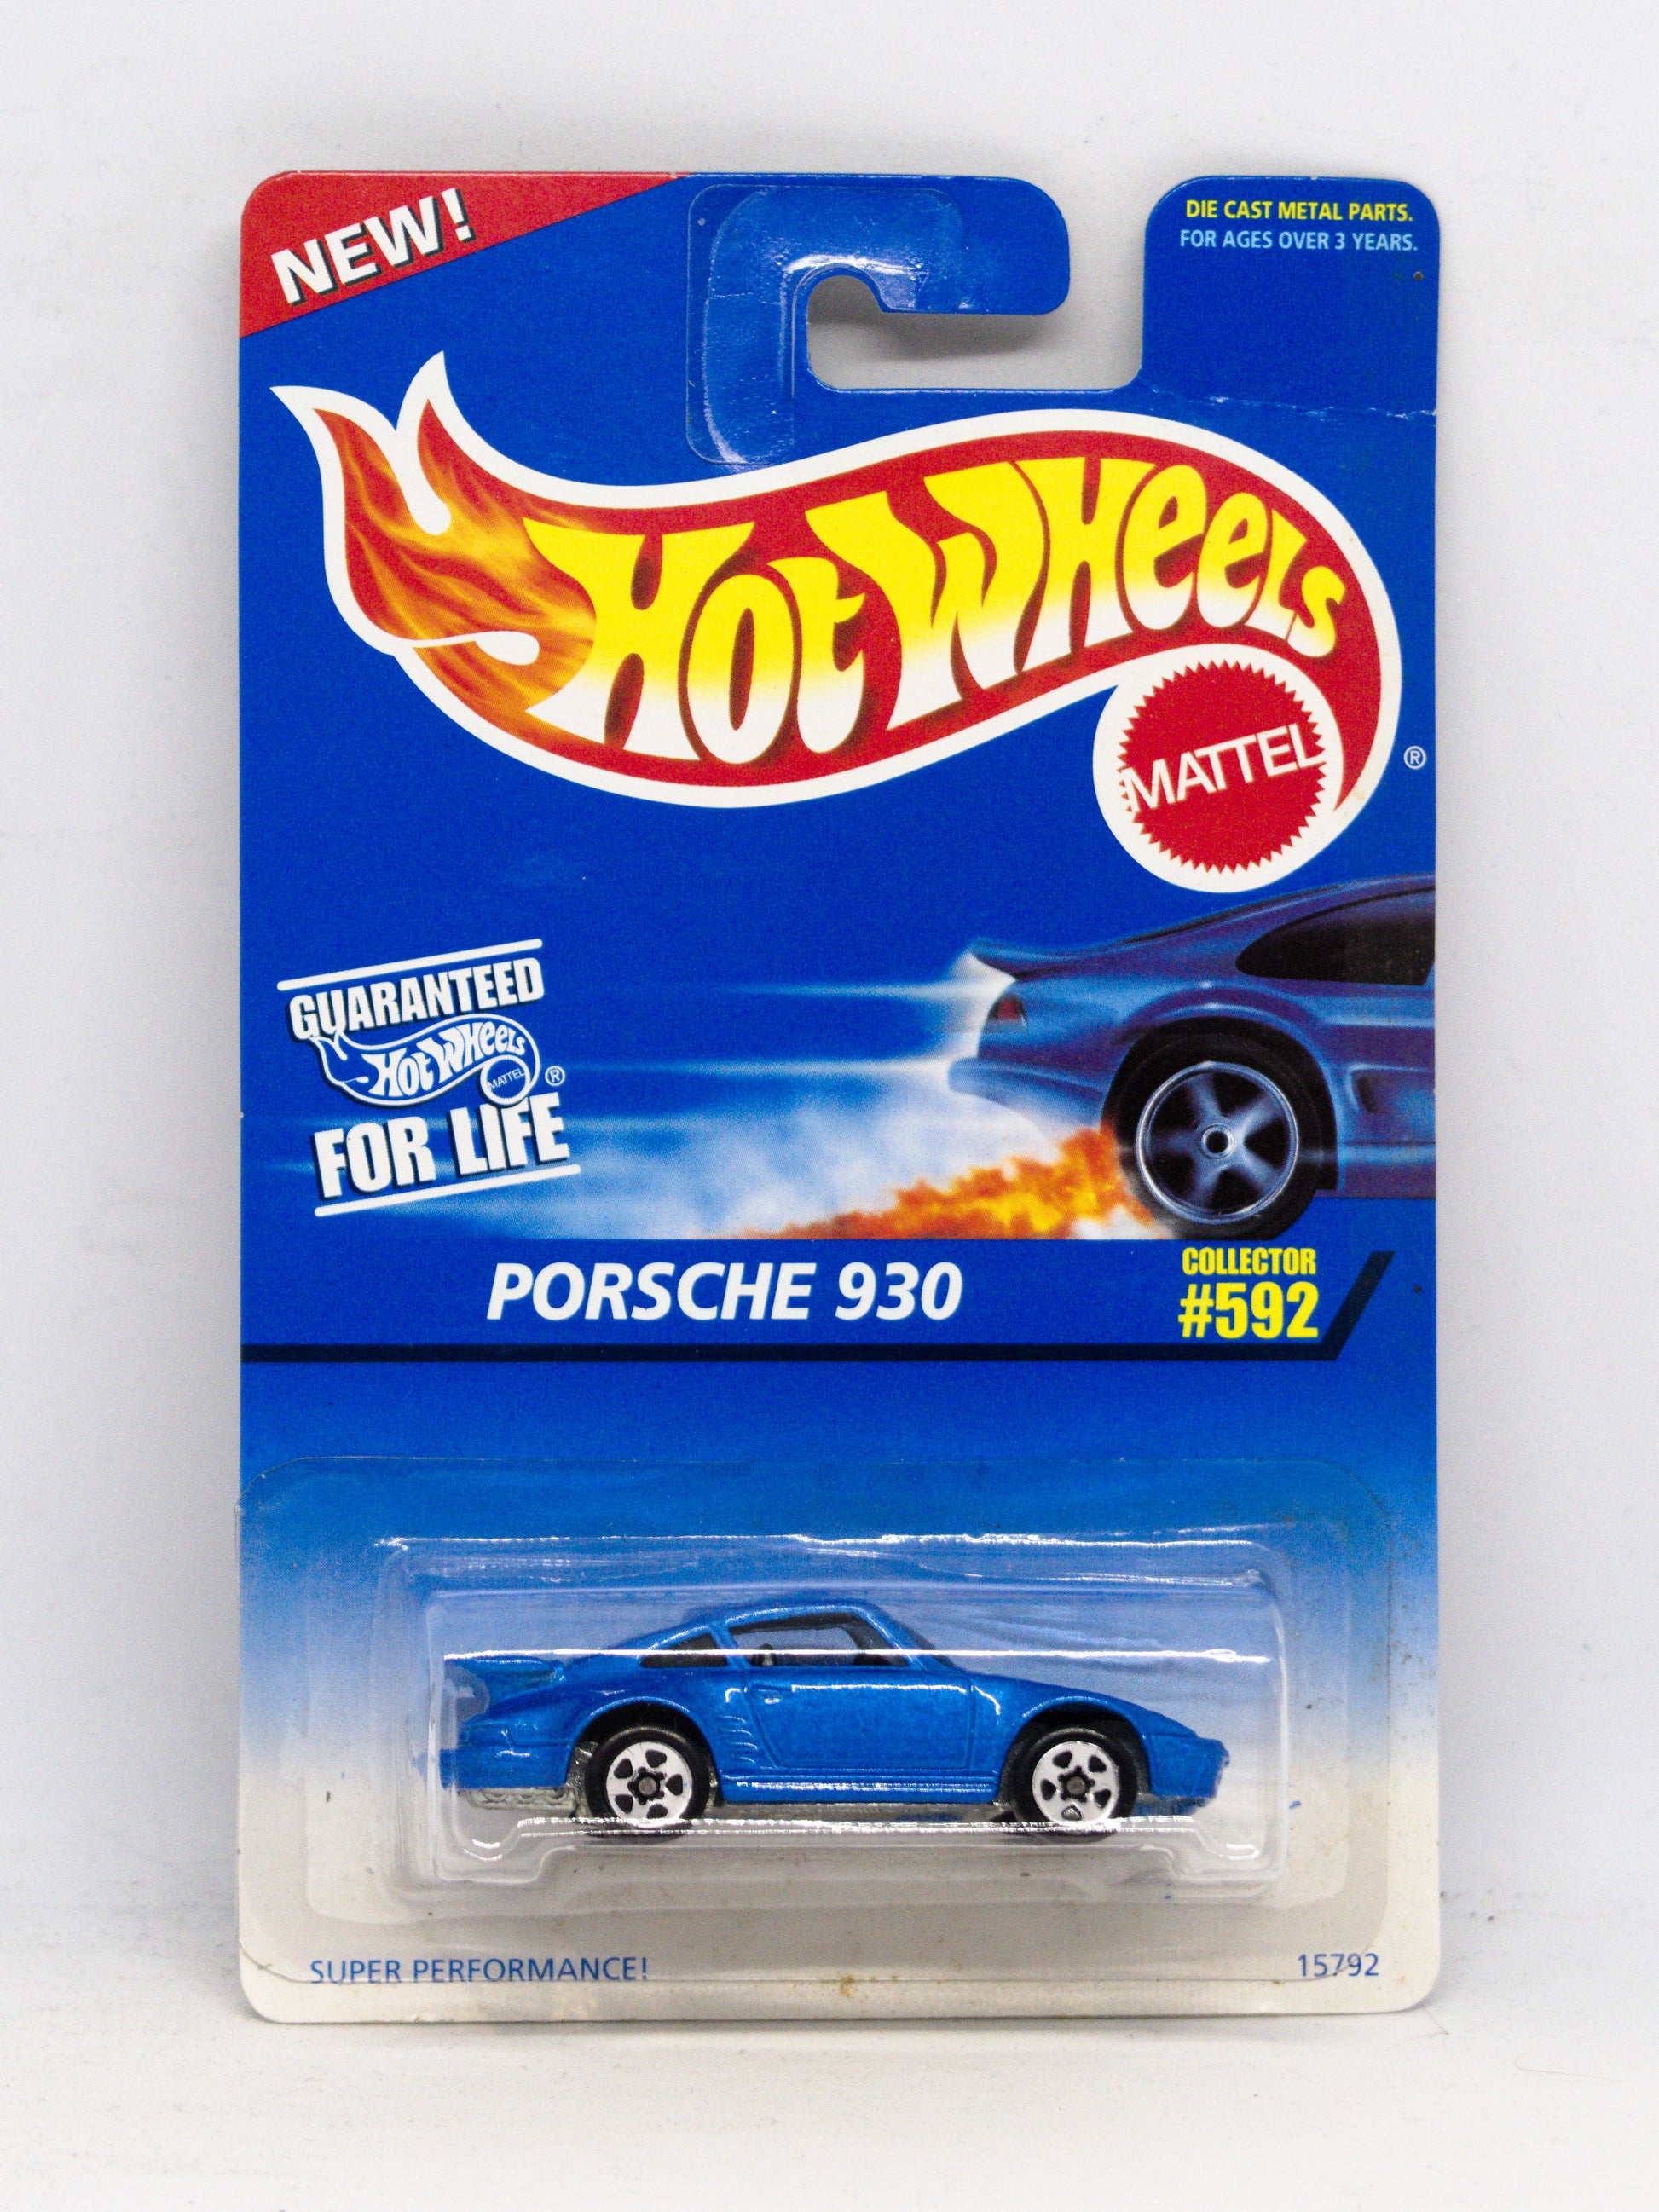 NEW!
DIE CAST METAL PARTS.
FOR AGES OVER 3 YEARS.
HOT WHEELS
MATTEL
®
GUARANTEED
HOT WHEELS
MATTEL
®
FOR LIFE
PORSCHE 930
COLLECTOR
#592
SUPER PERFORMANCE!
15792